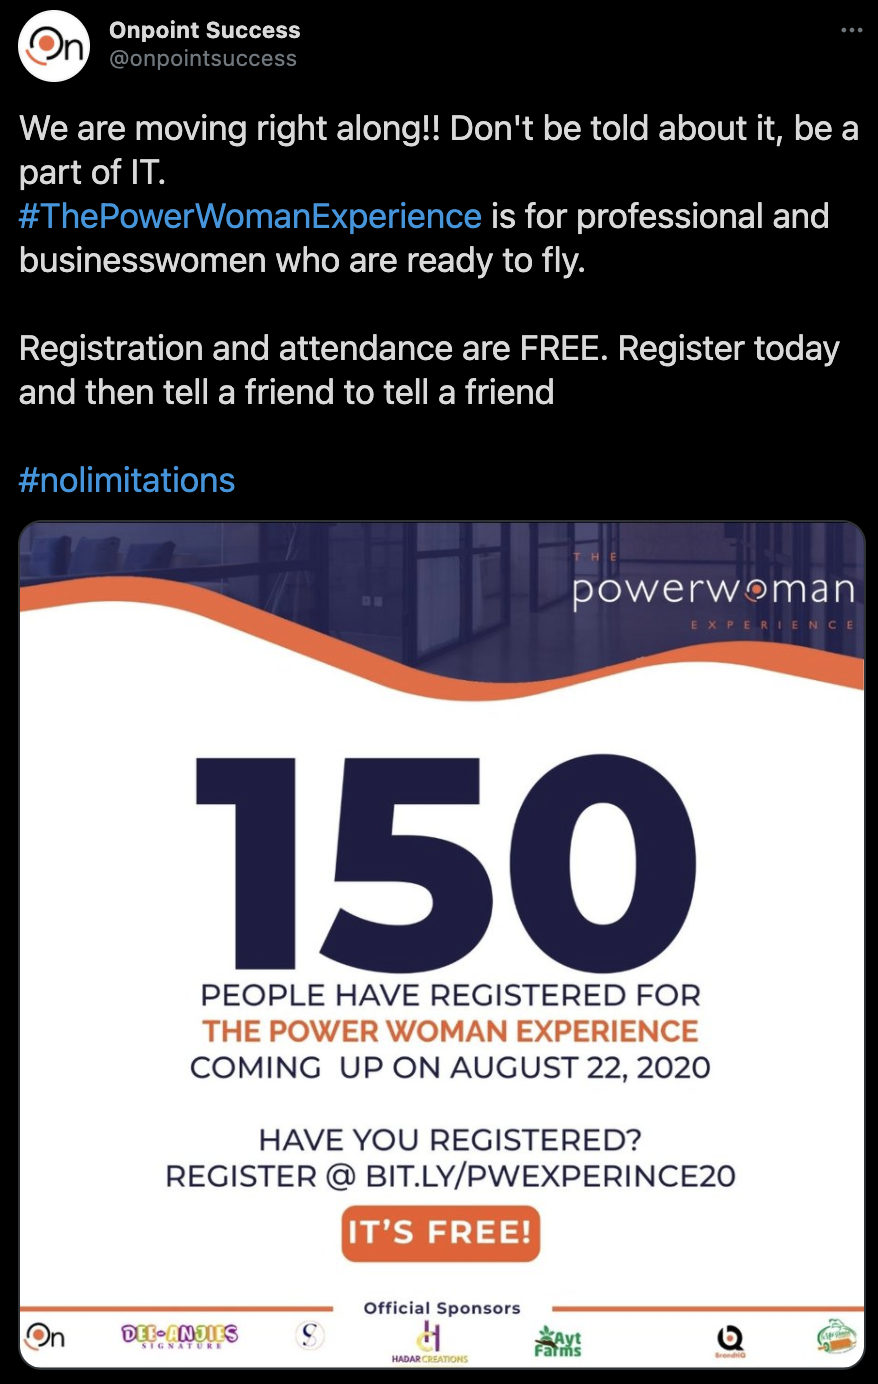 Onpoint Success
@onpointsuccess
We are moving right along!! Don't be told about it, be a
part of IT.
#ThePowerWomanExperience is for professional and
businesswomen who are ready to fly.
Registration and attendance are FREE. Register today
and then tell a friend to tell a friend
#nolimitations
THE
powerwoman
EXPERIENCE
150
PEOPLE HAVE REGISTERED FOR
THE POWER WOMAN EXPERIENCE
COMING UP ON AUGUST 22, 2020
HAVE YOU REGISTERED?
REGISTER @ BIT.LY/PWEXPERINCE20
IT'S FREE!
Official Sponsors
On
DEE-ANJIES
SIGNATURE
S
HADAR CREATIONS
Ayt
Farms
BrandHQ